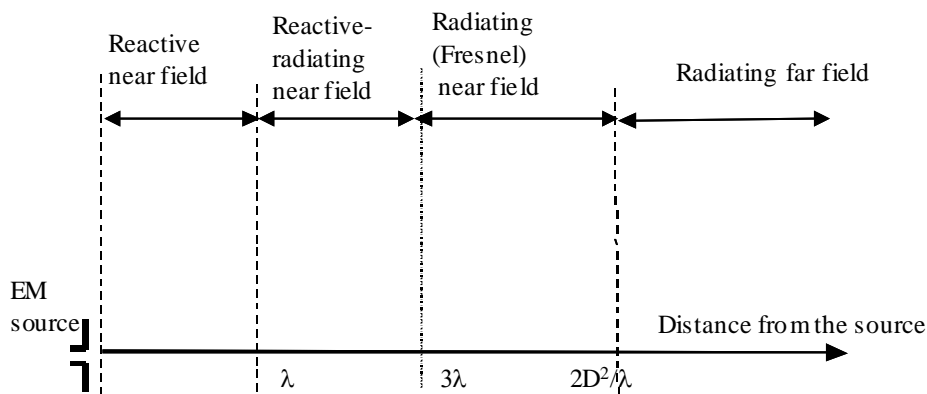 Reactive
near field
Reactive-
radiating
near field
Radiating
(Fresnel)
near field
Radiating far field
EM
source
Distance from the source
λ
3λ
2D²/λ